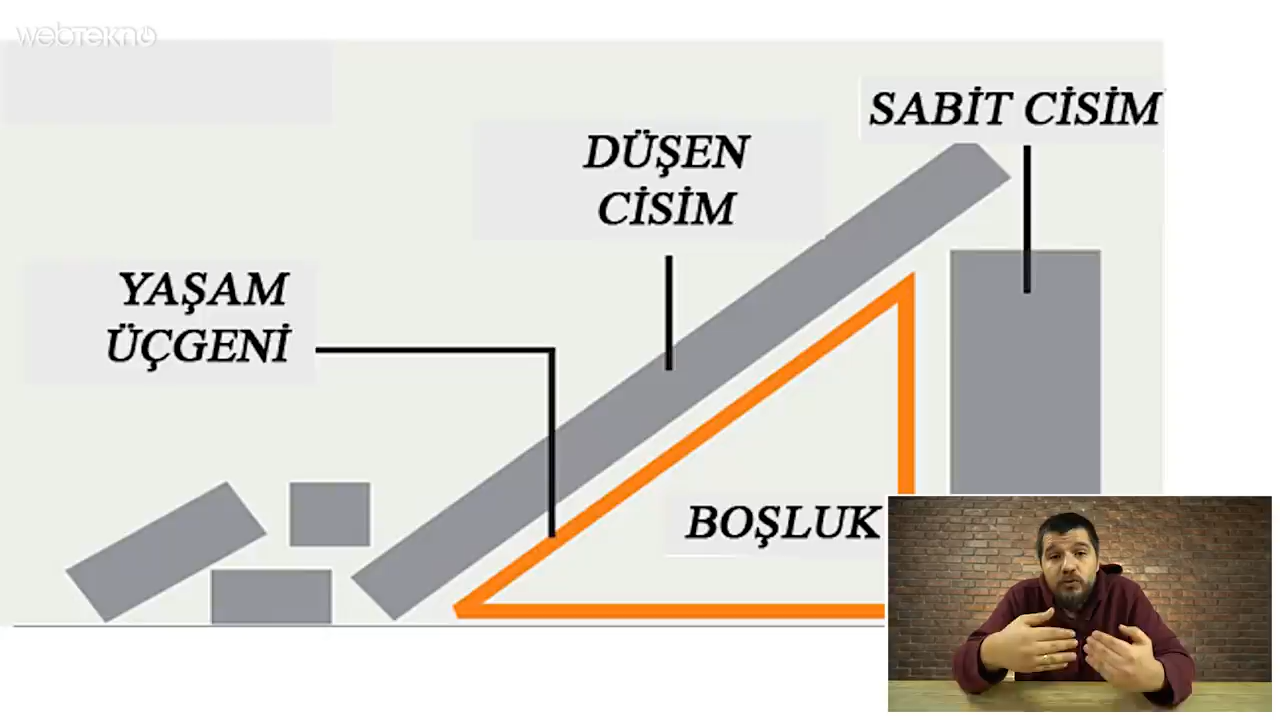 webtekno
SABİT CİSİM
DÜŞEN
CİSİM
YAŞAM
ÜÇGENİ
BOŞLUK